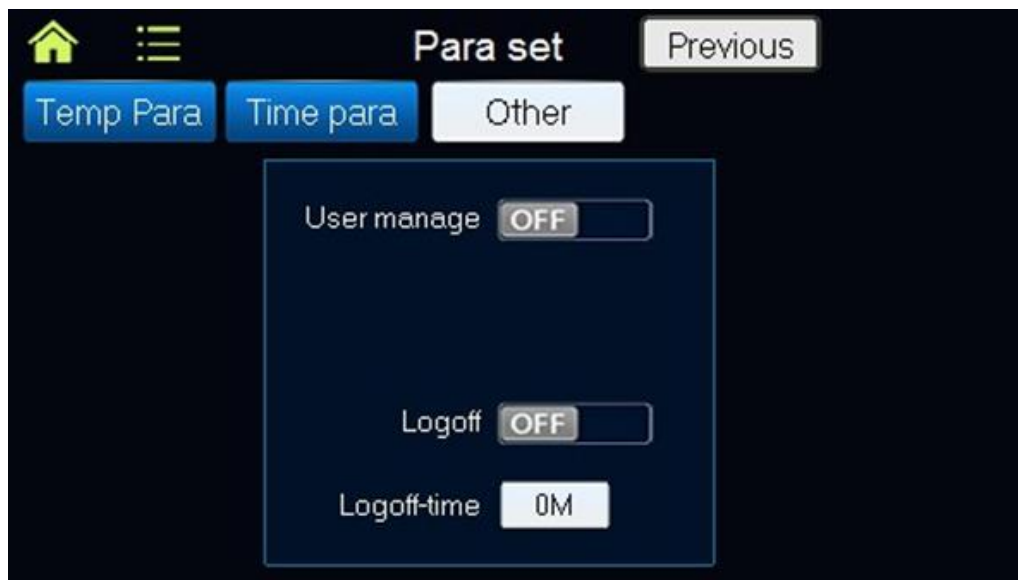 Para set Previous
Temp Para Time para Other
User manage OFF
Logoff OFF
Logoff-time 0M